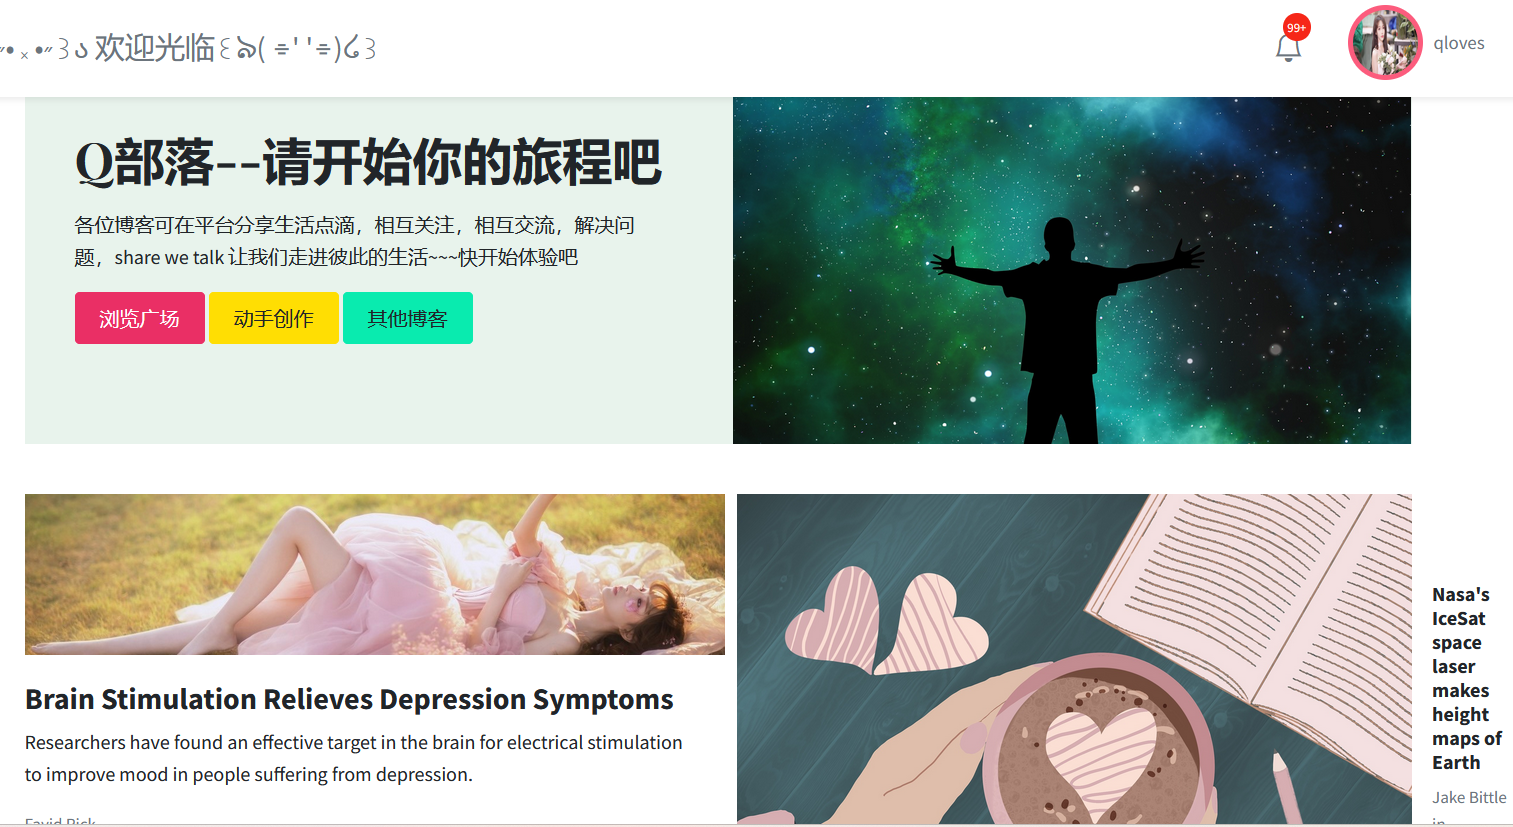 欢迎光临
99+
qloves
Q部落--请开始你的旅程吧
各位博客可在平台分享生活点滴，相互关注，相互交流，解决问
题，share we talk 让我们走进彼此的生活~~~快开始体验吧
浏览广场 动手创作 其他博客
Brain Stimulation Relieves Depression Symptoms
Researchers have found an effective target in the brain for electrical stimulation
to improve mood in people suffering from depression.
Favid Rick
Nasa's
IceSat
space
laser
makes
height
maps of
Earth
Jake Bittle
in